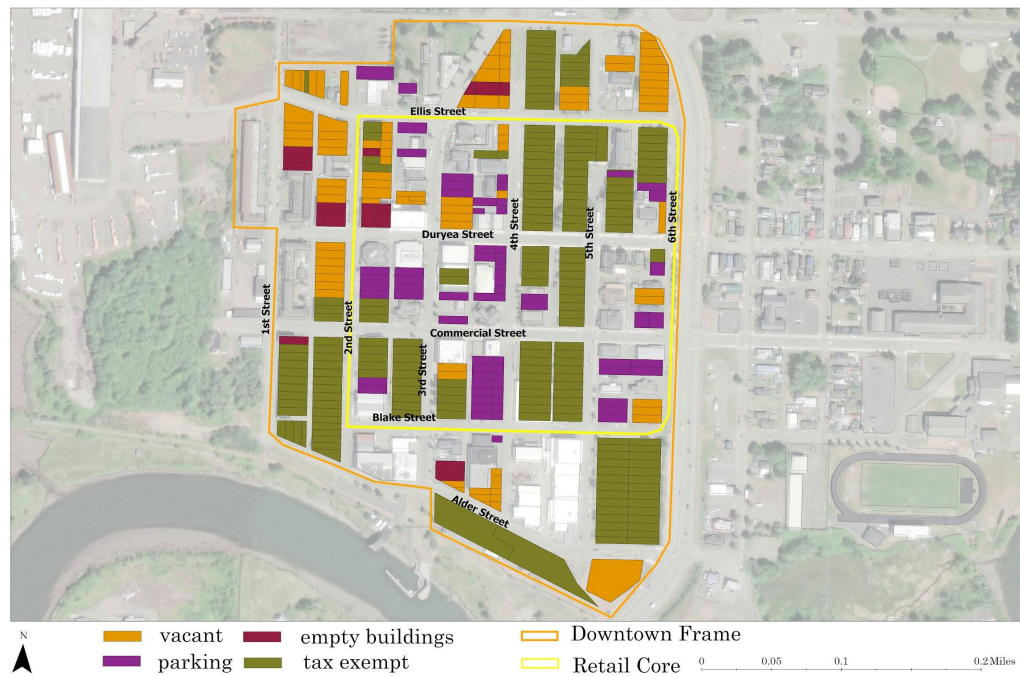 Ellis Street
Duryea Street
4th Street
5th Street
6th Street
1st Street
2nd Street
Commercial Street
3rd Street
Blake Street
Alder Street
N
vacant
empty buildings
Downtown Frame
parking
tax exempt
Retail Core
0 0.05 0.1 0.2 Miles